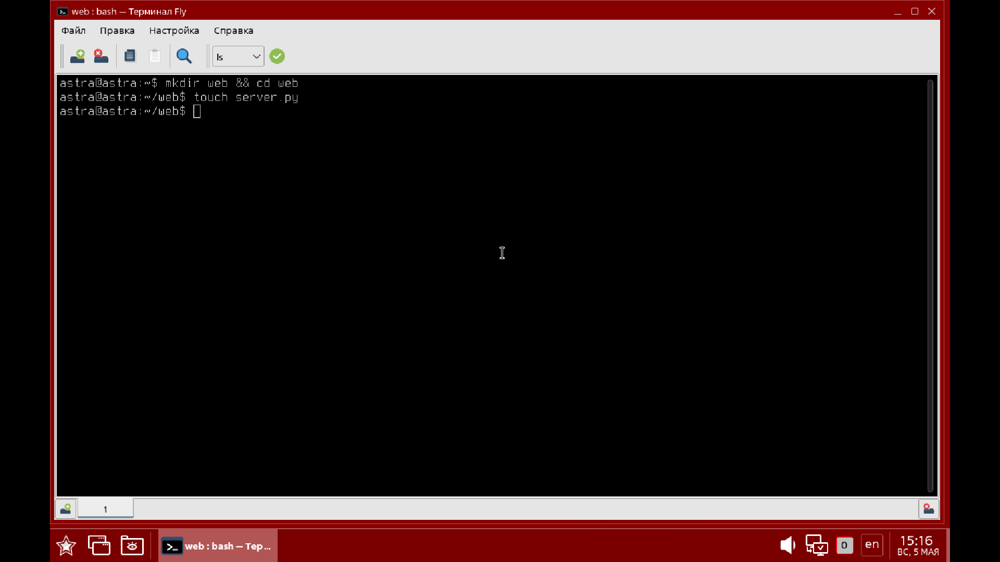 web : bash — Терминал Fly
Файл Правка Настройка Справка
ls
astra@astra:~$ mkdir web && cd web
astra@astra:~/web$ touch server.py
astra@astra:~/web$
1
web : bash — Тер...
0
en
15:16
ВС, 5 МАЯ